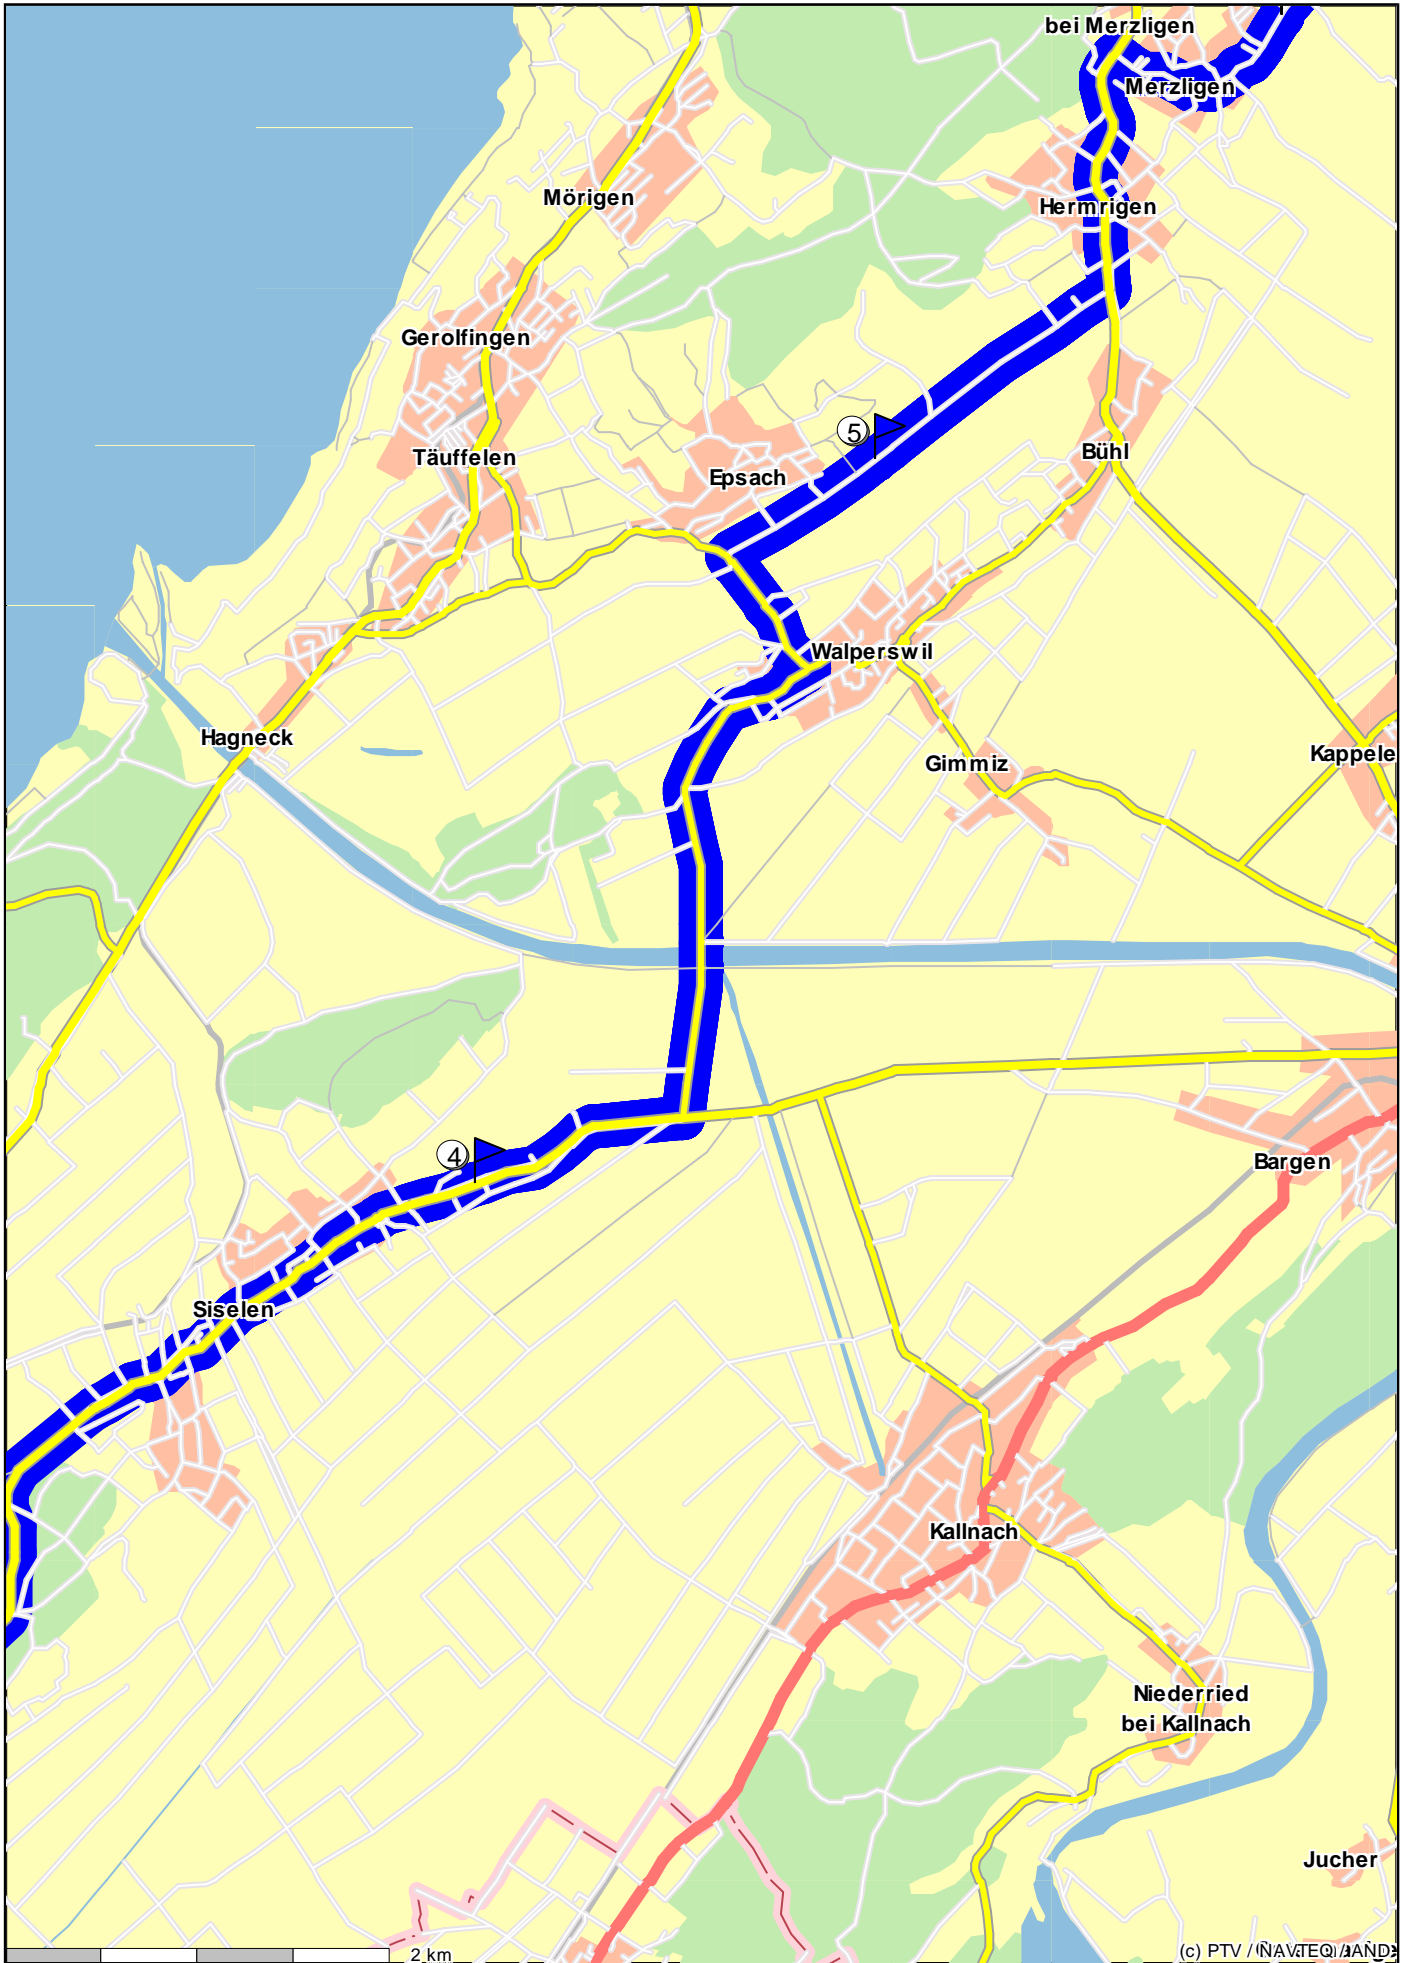 bei Merzligen
Merzligen
Mörigen
Hermrigen
Gerolfingen
5
Bühl
Täuffelen
Epsach
Walperswil
Hagneck
Gimmiz
Kappele
4
Bargen
Siselen
Kallnach
Niederried
bei Kallnach
Jucher
2 km
(c) PTV / NAVTEQ / AND